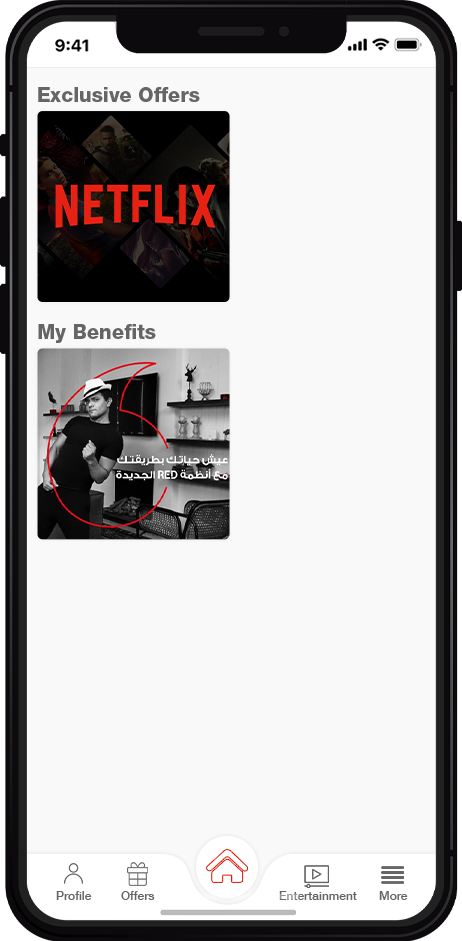 9:41
Exclusive Offers
NETFLIX
My Benefits
عيش حياتك بطريقتك
مع أنظمة RED الجديدة
Profile
Offers
Entertainment
More